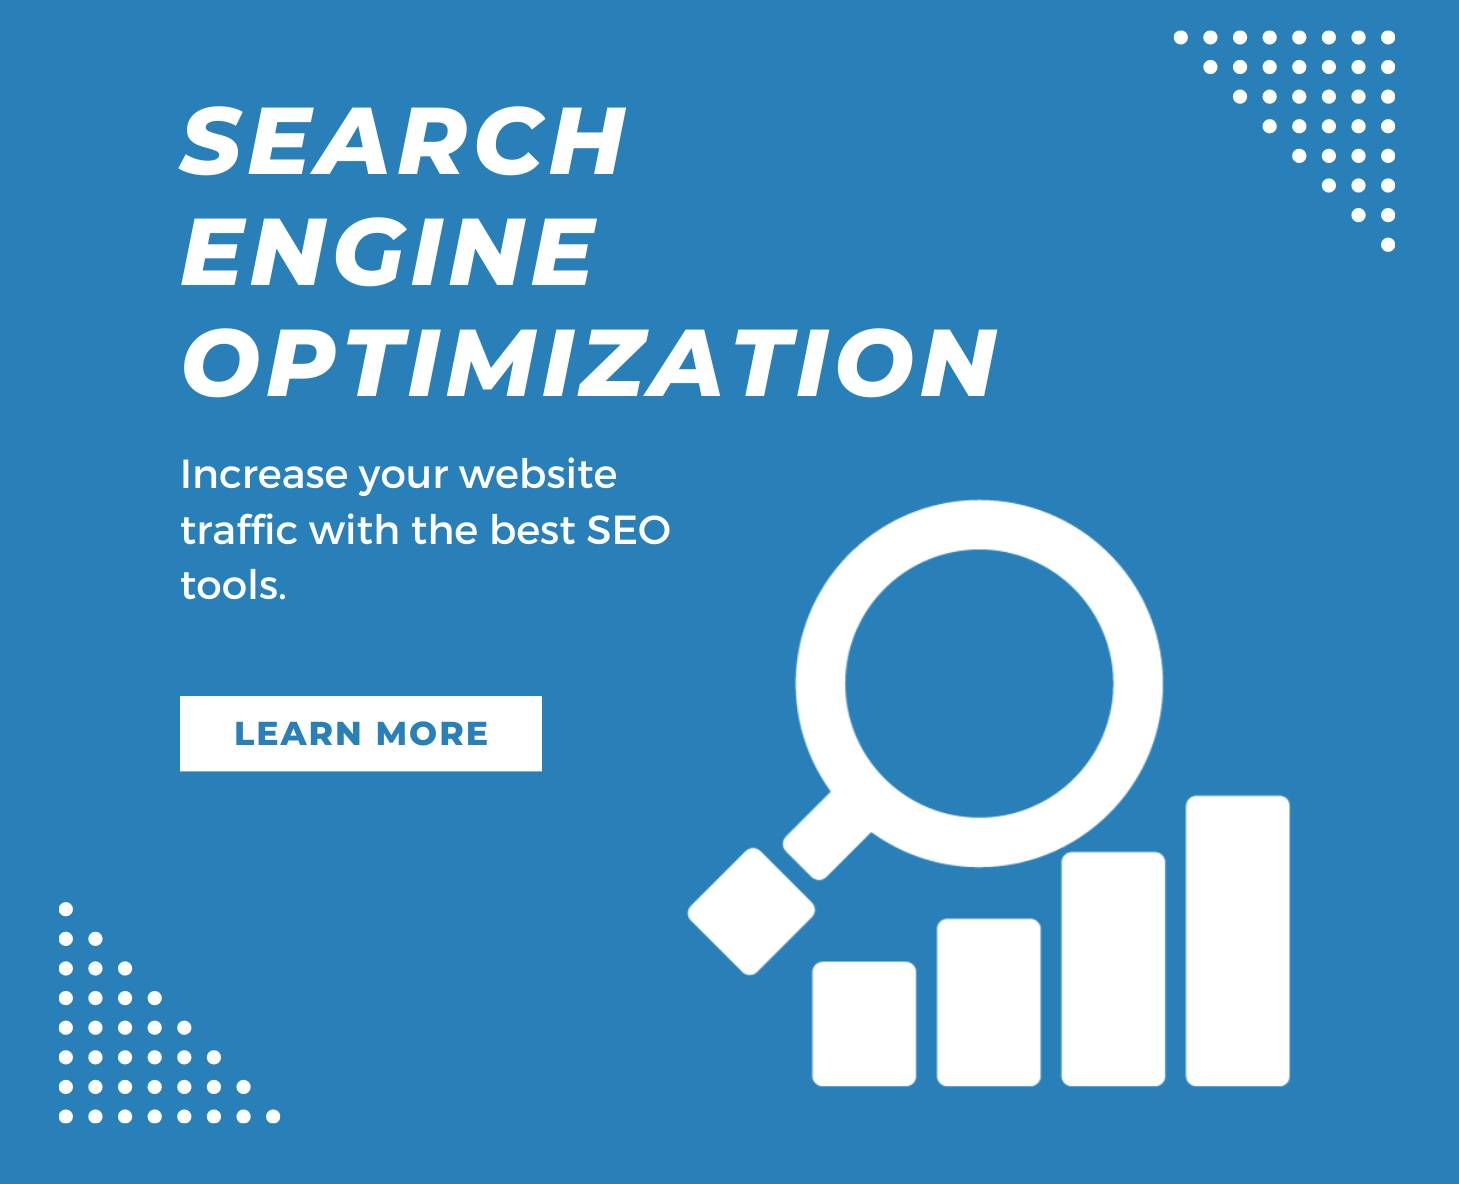 SEARCH
ENGINE
OPTIMIZATION
Increase your website
traffic with the best SEO
tools.
LEARN MORE